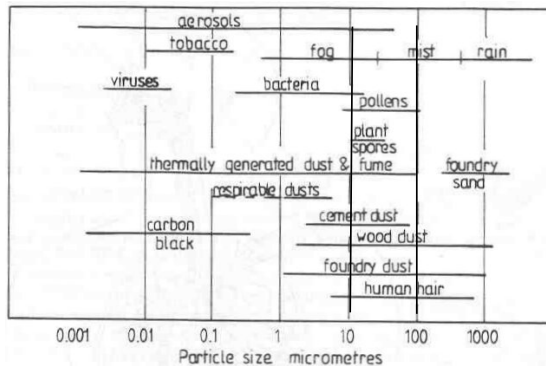 aerosols
tobacco
fog mist rain
viruses
bacteria
pollens
plant
spores
thermally generated dust & fume
foundry
sand
respirable dusts
cement dust
carbon
black
wood dust
foundry dust
human hair
0.001 0.01 0.1 1.0 10 100 1000
Particle size micrometres